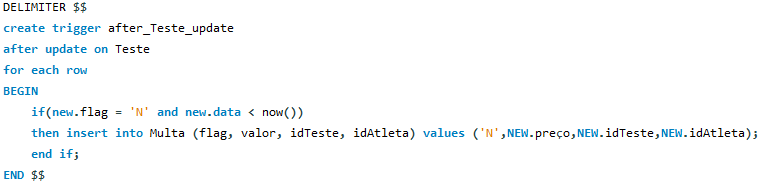 DELIMITER $$
create trigger after_Teste_update
after update on Teste
for each row
BEGIN
    if(new.flag = 'N' and new.data < now())
    then insert into Multa (flag, valor, idTeste, idAtleta) values ('N',NEW.preço,NEW.idTeste,NEW.idAtleta);
    end if;
END $$